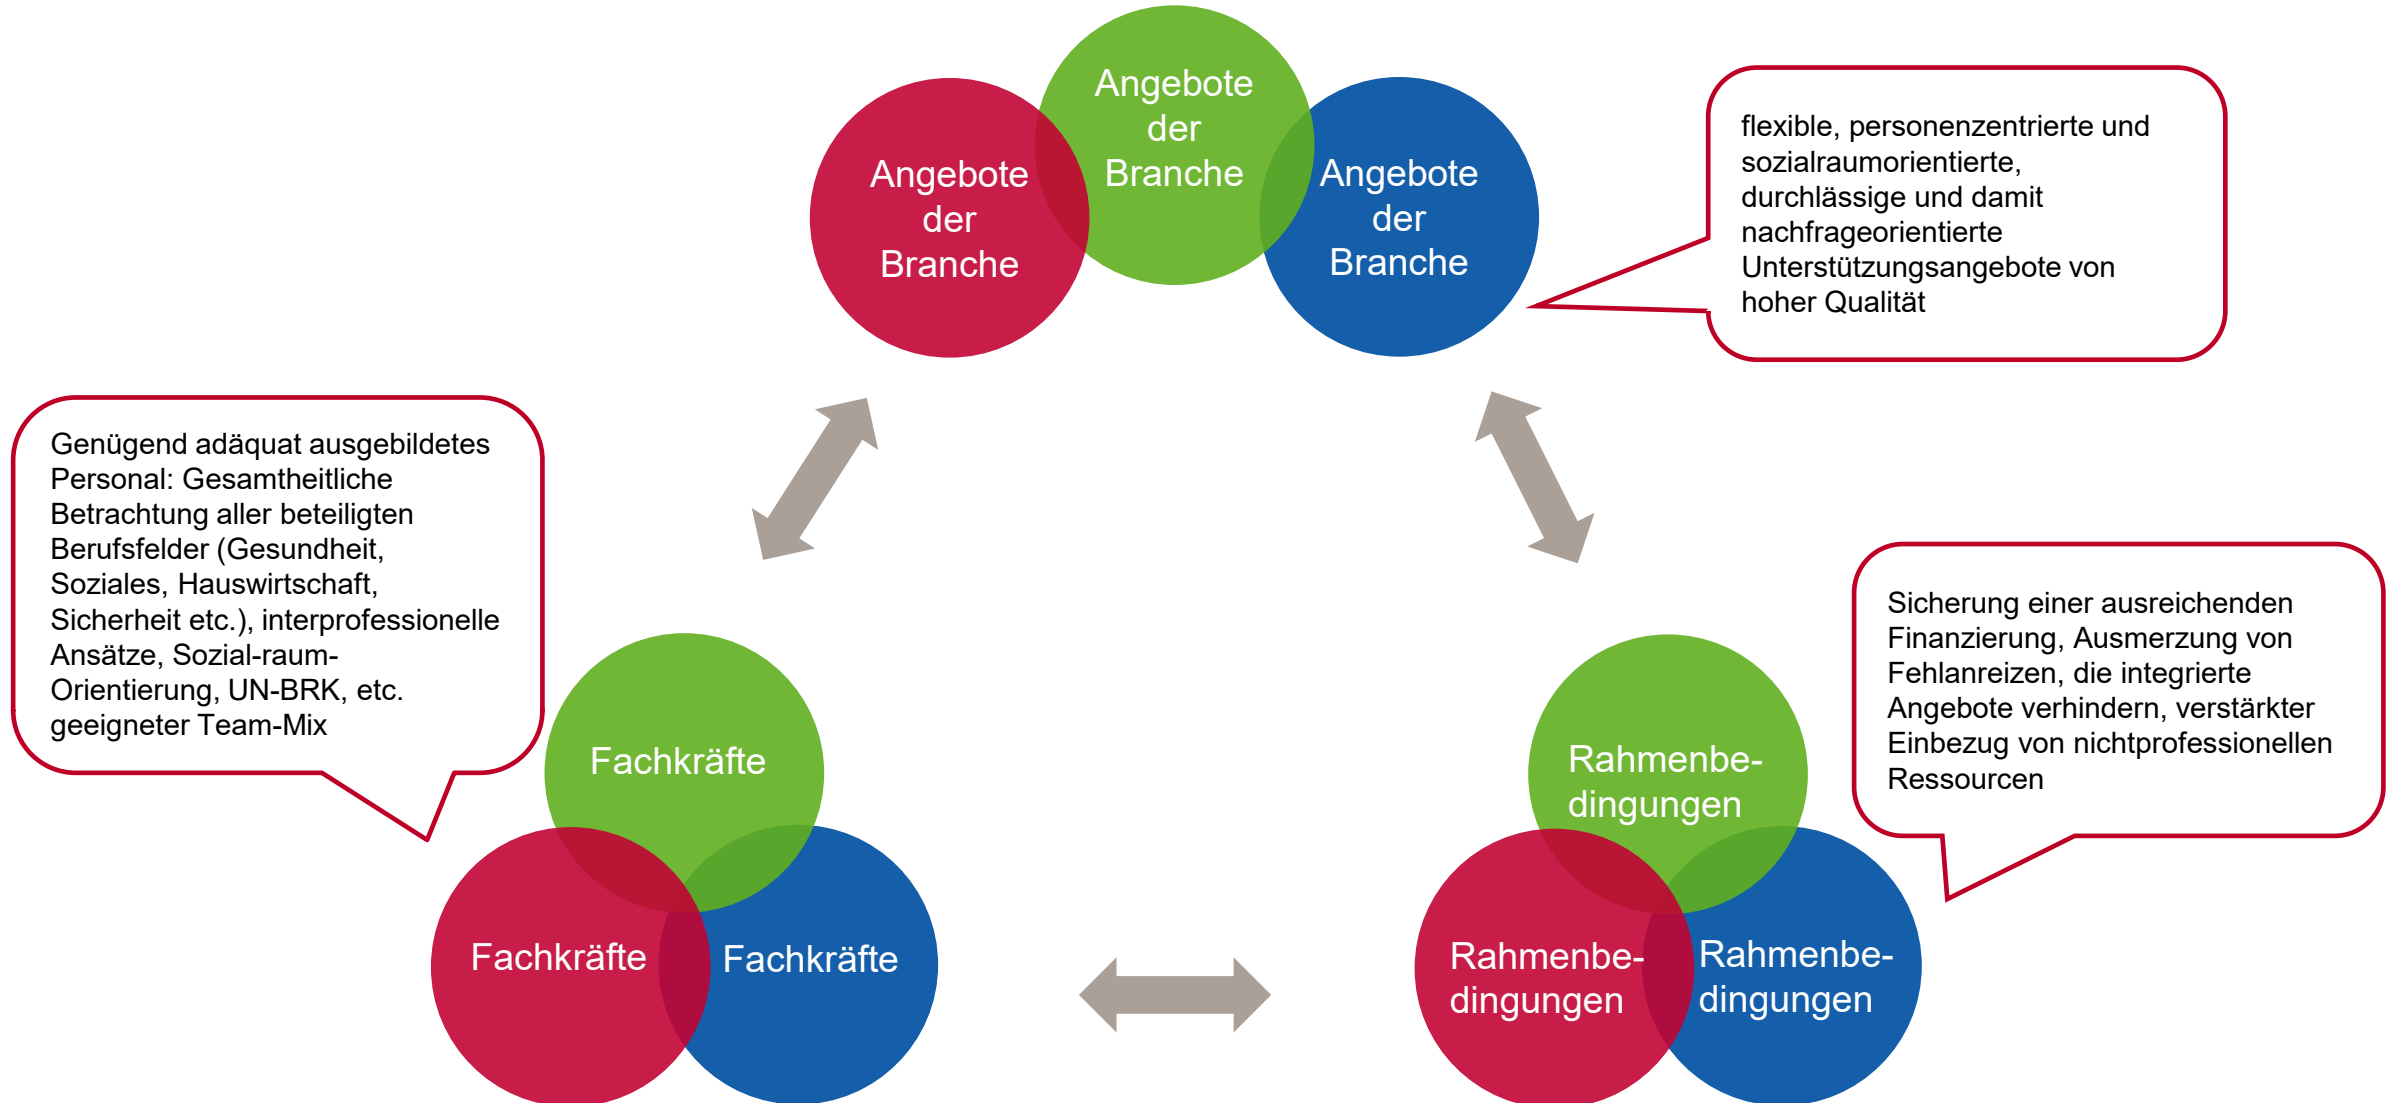 Angebote
der
Branche
Angebote
der
Branche
Angebote
der
Branche
flexible, personenzentrierte und
sozialraumorientierte,
durchlässige und damit
nachfrageorientierte
Unterstützungsangebote von
hoher Qualität
Genügend adäquat ausgebildetes
Personal: Gesamtheitliche
Betrachtung aller beteiligten
Berufsfelder (Gesundheit,
Soziales, Hauswirtschaft,
Sicherheit etc.), interprofessionelle
Ansätze, Sozial-raum-
Orientierung, UN-BRK, etc.
geeigneter Team-Mix
Sicherung einer ausreichenden
Finanzierung, Ausmerzung von
Fehlanreizen, die integrierte
Angebote verhindern, verstärkter
Einbezug von nichtprofessionellen
Ressourcen
Fachkräfte
Fachkräfte
Fachkräfte
Rahmenbe-
dingungen
Rahmenbe-
dingungen
Rahmenbe-
dingungen